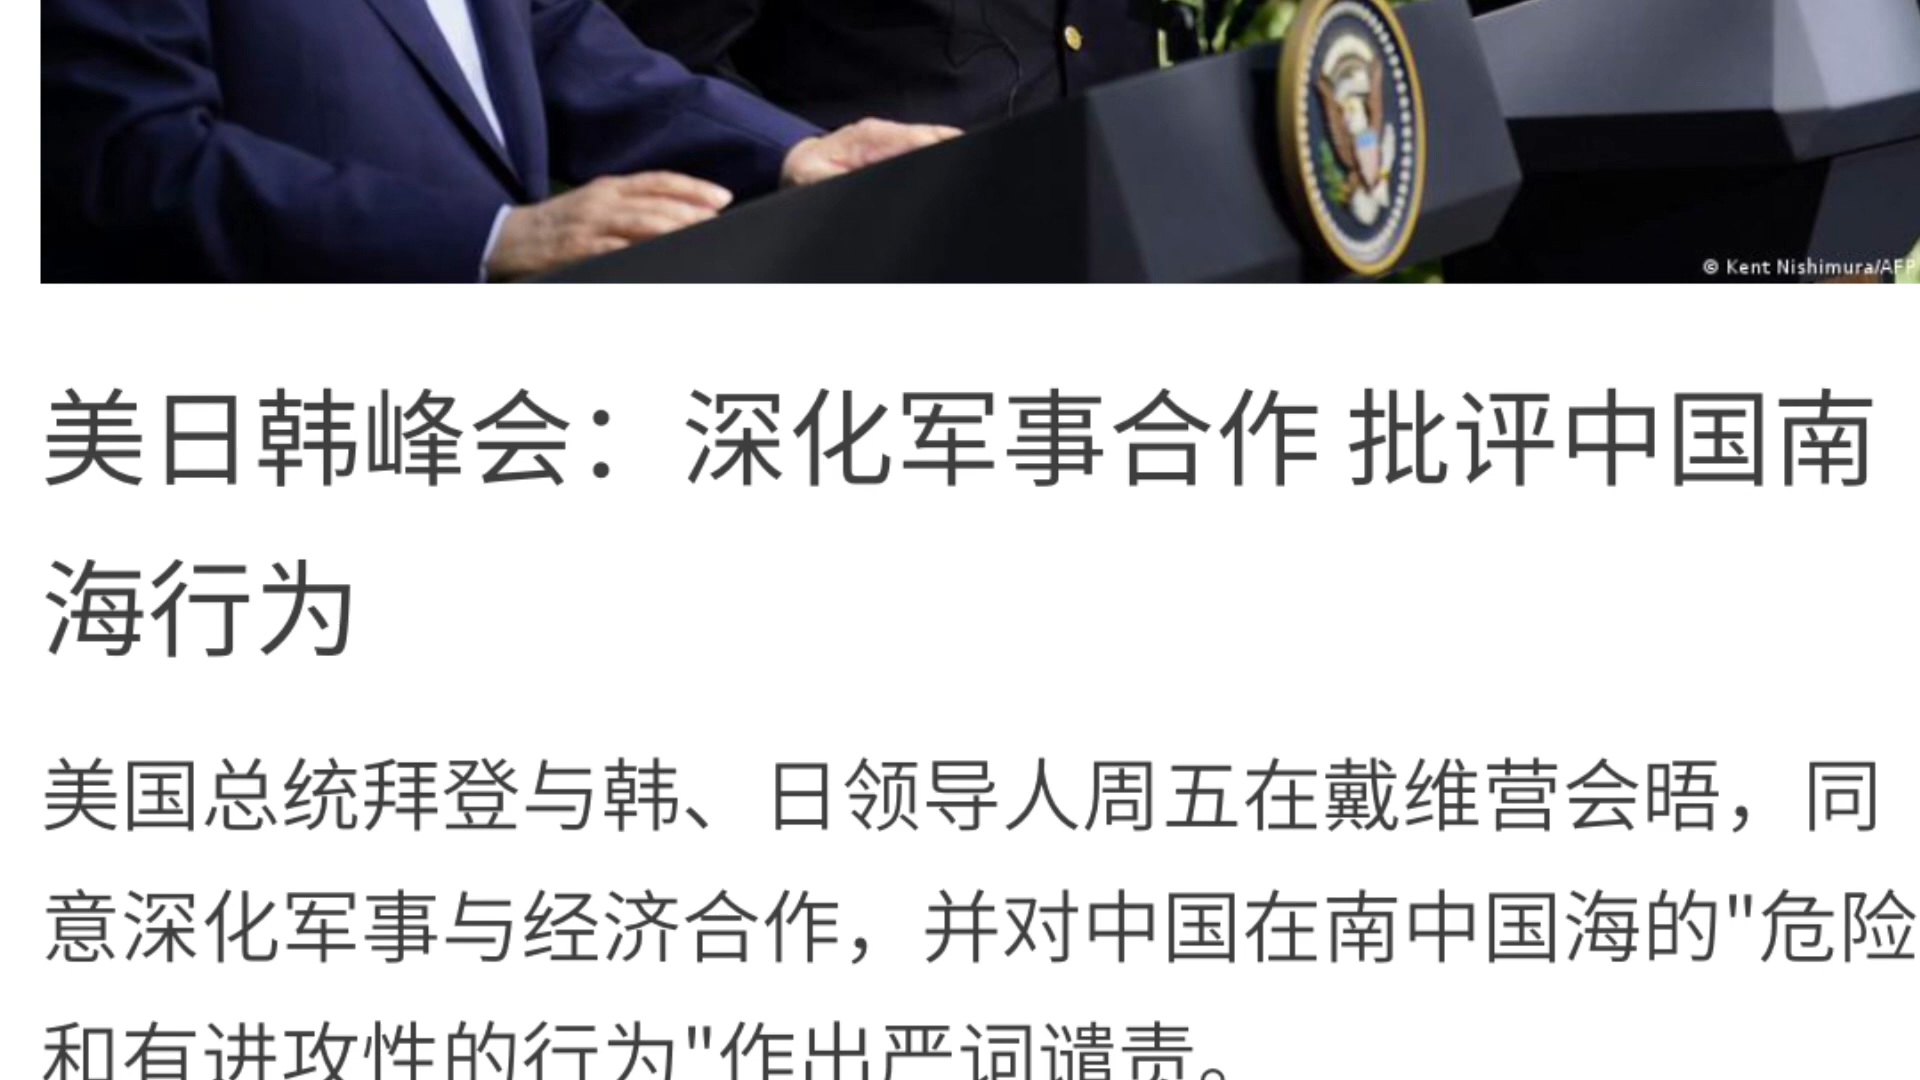 © Kent Nishimura/AFP
美日韩峰会：深化军事合作 批评中国南
海行为
美国总统拜登与韩、日领导人周五在戴维营会晤，同
意深化军事与经济合作，并对中国在南中国海的"危险
和有进攻性的行为"作出严词谴责。